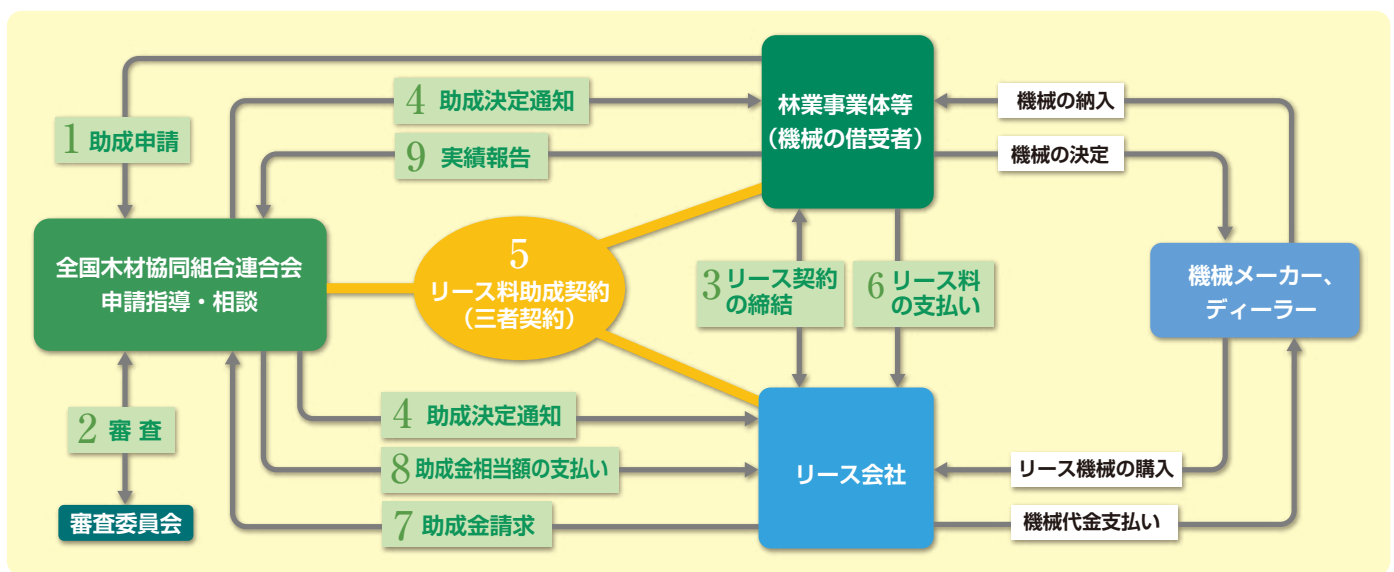 1 助成申請
4 助成決定通知
9 実績報告
林業事業体等
（機械の借受者）
機械の納入
機械の決定
全国木材協同組合連合会
申請指導・相談
5
リース料助成契約
（三者契約）
3 リース契約
の締結
6 リース料
の支払い
機械メーカー、
ディーラー
2 審 査
審査委員会
4 助成決定通知
8 助成金相当額の支払い
7 助成金請求
リース会社
リース機械の購入
機械代金支払い